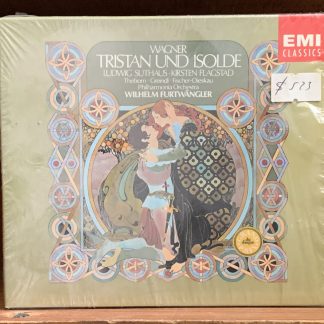 WAGNER
TRISTAN UND ISOLDE
LUDWIG SUTHAUS · KIRSTEN FLAGSTAD
Thebom · Greindl · Fischer-Dieskau
Philharmonia Orchestra
WILHELM FURTWÄNGLER
EMI
CLASSICS